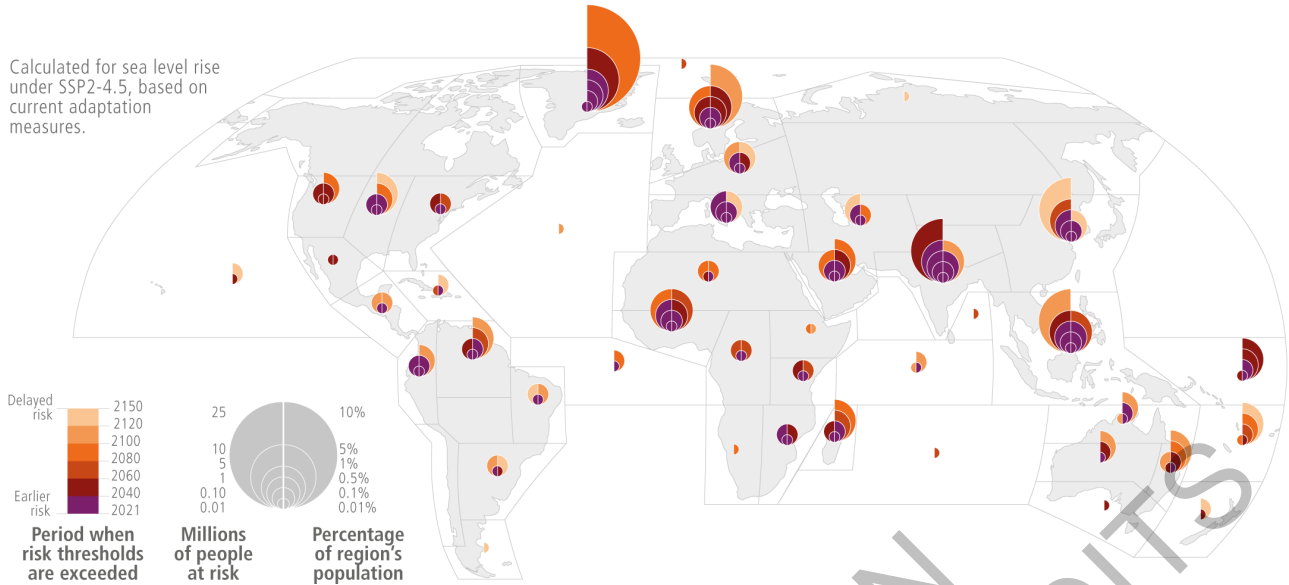 Calculated for sea level rise
under SSP2-4.5, based on
current adaptation
measures.
Delayed
risk
2150
2120
2100
2080
2060
2040
2021
Earlier
risk
Period when
risk thresholds
are exceeded
25
10
5
1
0.10
0.01
Millions
of people
at risk
10%
5%
1%
0.5%
0.1%
0.01%
Percentage
of region's
population